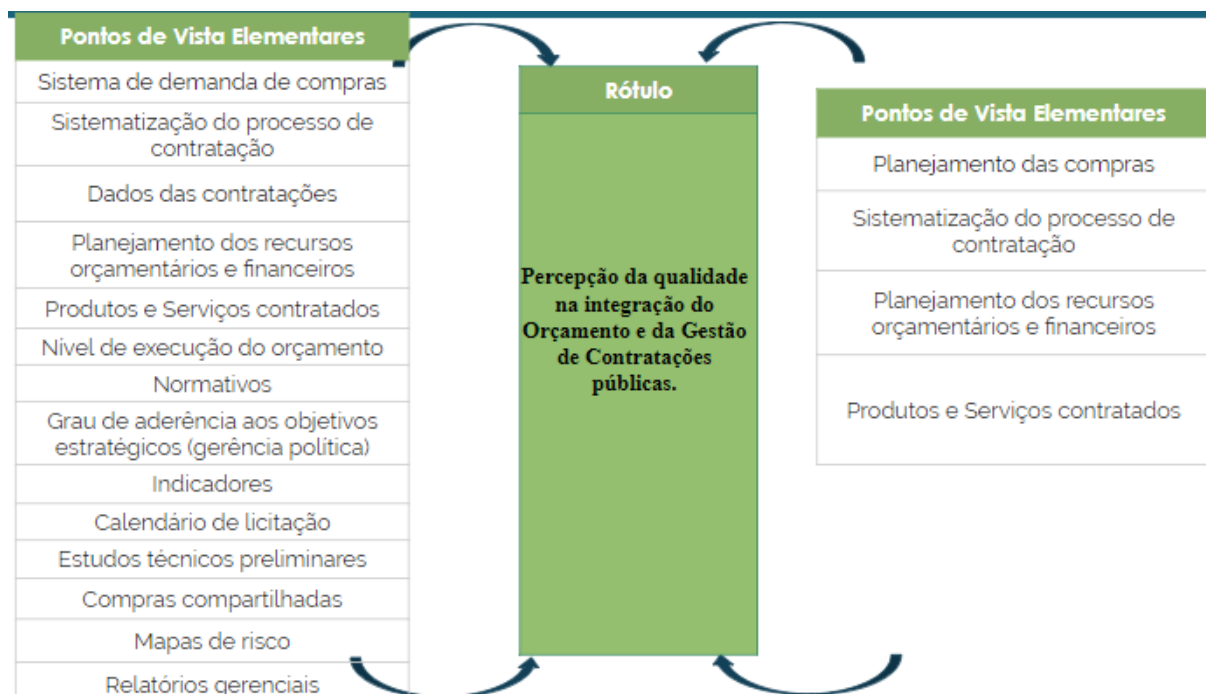 Pontos de Vista Elementares
Sistema de demanda de compras
Sistematização do processo de
contratação
Dados das contratações
Planejamento dos recursos
orçamentários e financeiros
Produtos e Serviços contratados
Nível de execução do orçamento
Normativos
Grau de aderência aos objetivos
estratégicos (gerência política)
Indicadores
Calendário de licitação
Estudos técnicos preliminares
Compras compartilhadas
Mapas de risco
Relatórios gerenciais
Rótulo
Percepção da qualidade
na integração do
Orçamento e da Gestão
de Contratações
públicas.
Pontos de Vista Elementares
Planejamento das compras
Sistematização do processo de
contratação
Planejamento dos recursos
orçamentários e financeiros
Produtos e Serviços contratados